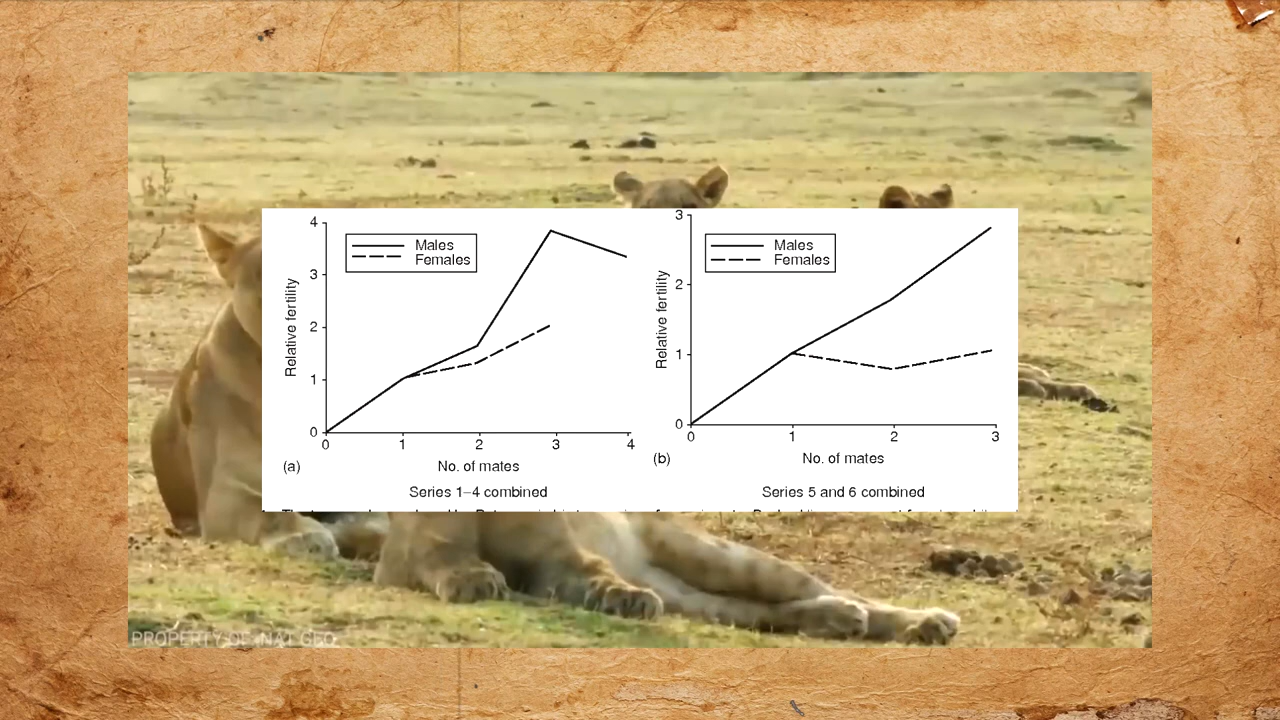 4
3
2
1
0
Relative fertility
Males
Females
0 1 2 3 4
No. of mates
(a)
Series 1–4 combined
3
2
1
0
Relative fertility
Males
Females
0 1 2 3
No. of mates
(b)
Series 5 and 6 combined
PROPERTY OF NAT GEO